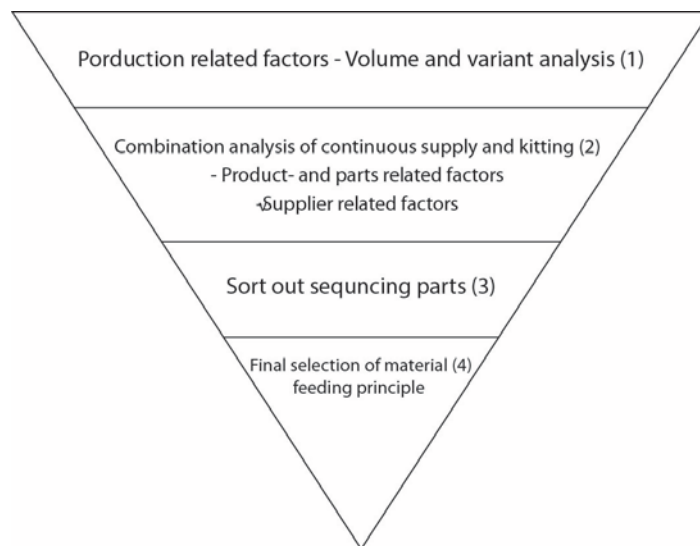 Porduction related factors - Volume and variant analysis (1)
Combination analysis of continuous supply and kitting (2)
- Product- and parts related factors
-Supplier related factors
Sort out sequncing parts (3)
Final selection of material (4)
feeding principle